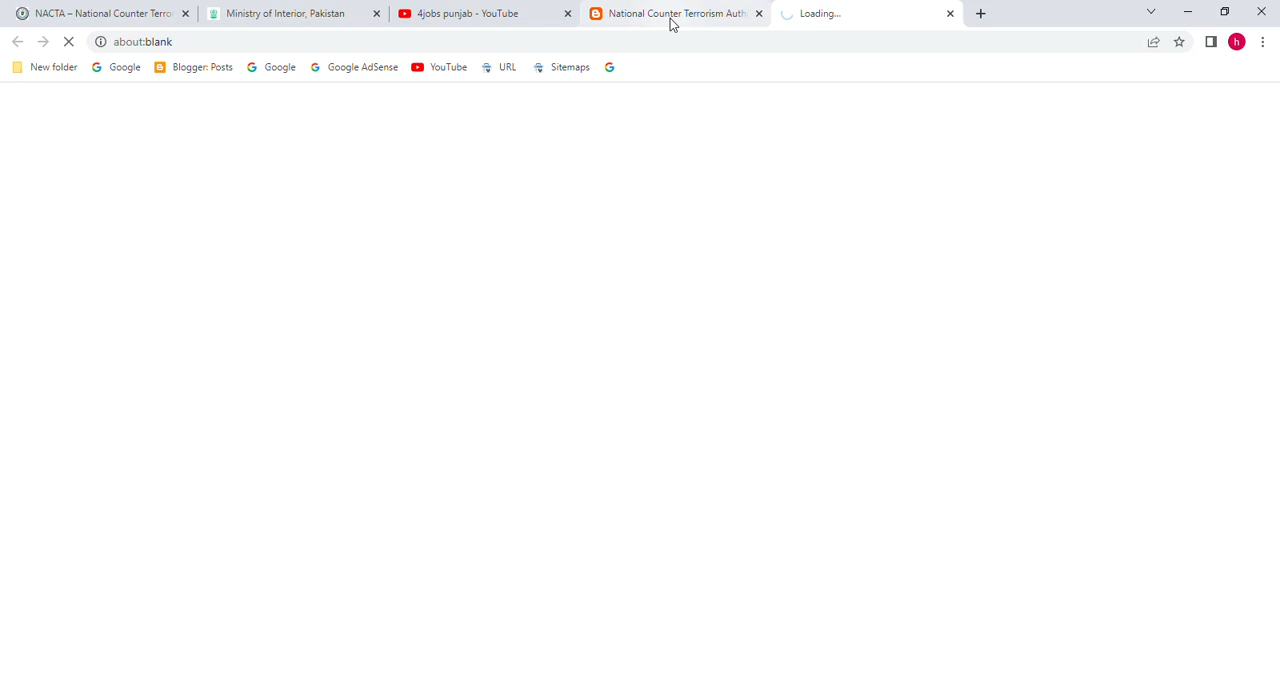 NACTA – National Counter Terro
Ministry of Interior, Pakistan
4jobs punjab - YouTube
National Counter Terrorism Auth
Loading...
about:blank
h
New folder
Google
Blogger: Posts
Google
Google AdSense
YouTube
URL
Sitemaps